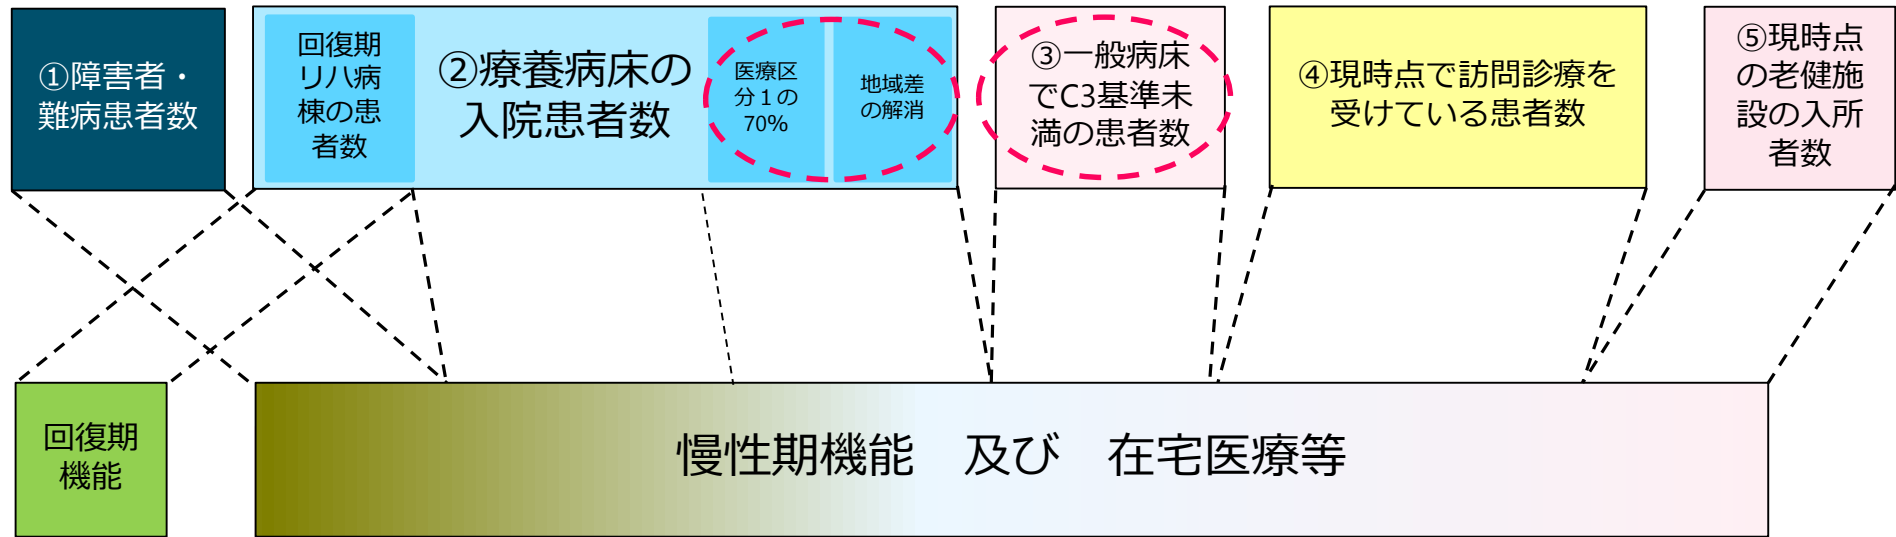 ①障害者・
難病患者数
回復期
リハ病
棟の患
者数
②療養病床の
入院患者数
医療区
分１の
70%
地域差
の解消
③一般病床
でC3基準未
満の患者数
④現時点で訪問診療を
受けている患者数
⑤現時点
の老健施
設の入所
者数
回復期
機能
慢性期機能　及び　在宅医療等